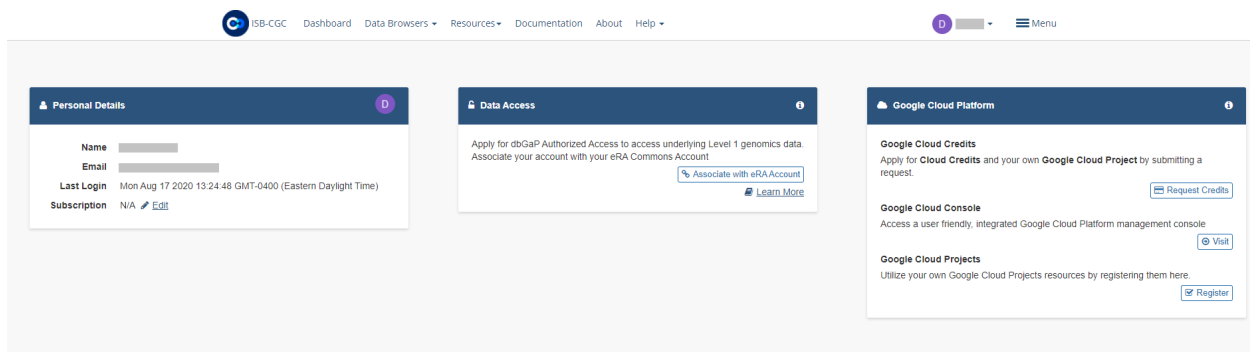 ISB-CGC Dashboard Data Browsers Resources Documentation About Help D Menu
Personal Details D
Name
Email
Last Login Mon Aug 17 2020 13:24:48 GMT-0400 (Eastern Daylight Time)
Subscription N/A Edit
Data Access
Apply for dbGaP Authorized Access to access underlying Level 1 genomics data.
Associate your account with your eRA Commons Account
Associate with eRA Account
Learn More
Google Cloud Platform
Google Cloud Credits
Apply for Cloud Credits and your own Google Cloud Project by submitting a
request.
Request Credits
Google Cloud Console
Access a user friendly, integrated Google Cloud Platform management console
Visit
Google Cloud Projects
Utilize your own Google Cloud Projects resources by registering them here.
Register